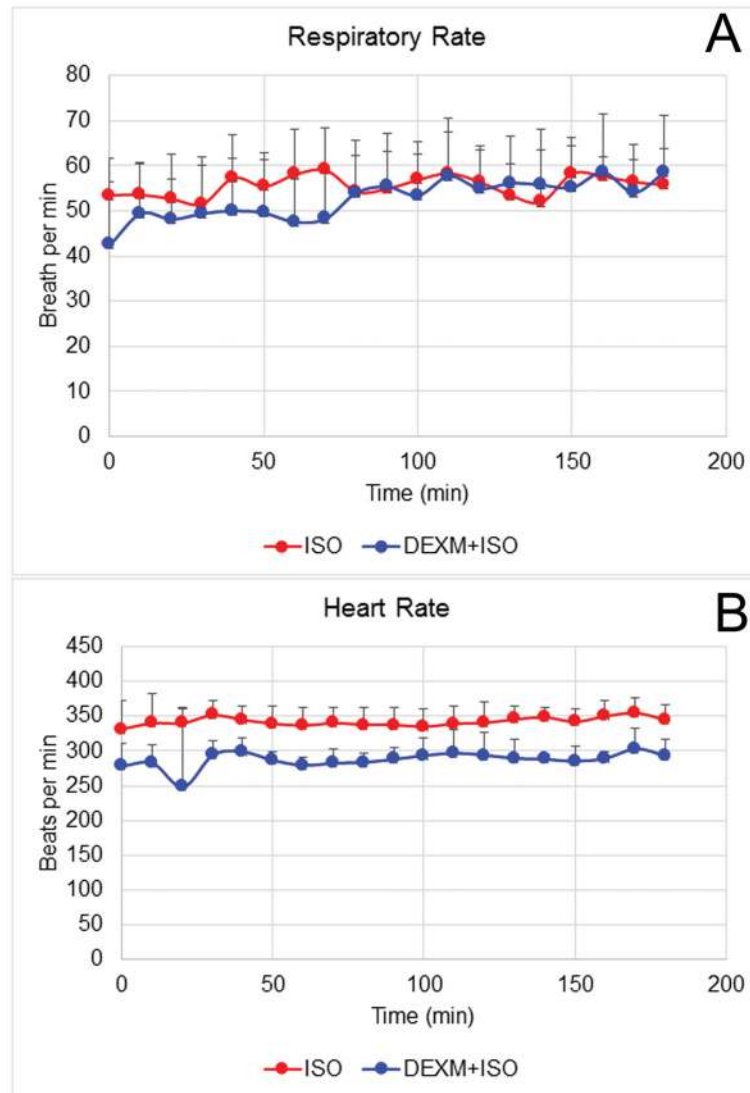 Respiratory Rate
A
80
70
60
50
40
30
20
10
0
Breath per min
0 50 100 150 200
Time (min)
ISO DEXM+ISO
Heart Rate
B
450
400
350
300
250
200
150
100
50
0
Beats per min
0 50 100 150 200
Time (min)
ISO DEXM+ISO